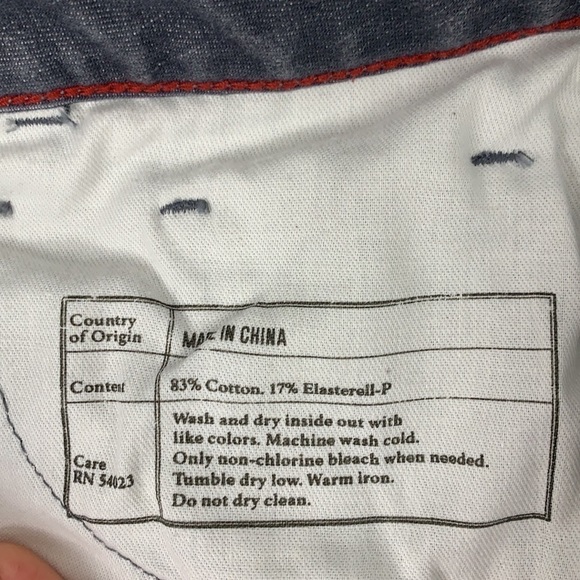 Country
of Origin
MADE IN CHINA
Content
83% Cotton. 17% Elasterell-P
Wash and dry inside out with
like colors. Machine wash cold.
Only non-chlorine bleach when needed.
Tumble dry low. Warm iron.
Do not dry clean.
Care
RN 54023